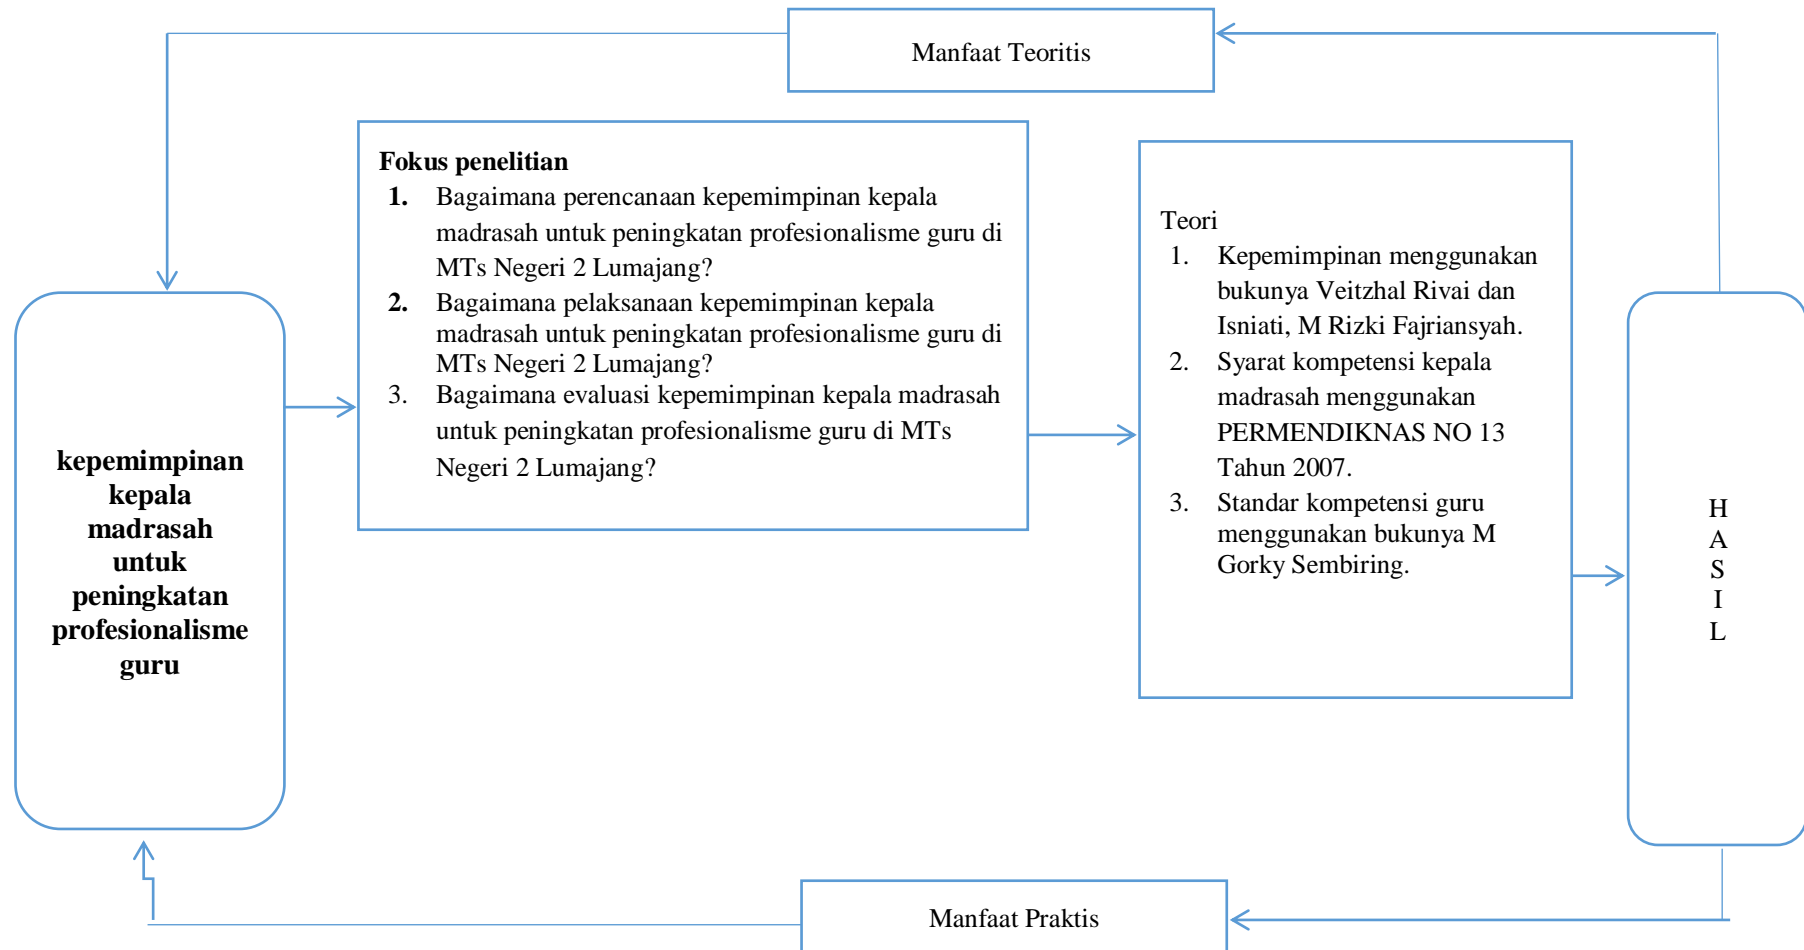 Manfaat Teoritis
Fokus penelitian
1. Bagaimana perencanaan kepemimpinan kepala
madrasah untuk peningkatan profesionalisme guru di
MTs Negeri 2 Lumajang?
2. Bagaimana pelaksanaan kepemimpinan kepala
madrasah untuk peningkatan profesionalisme guru di
MTs Negeri 2 Lumajang?
3. Bagaimana evaluasi kepemimpinan kepala madrasah
untuk peningkatan profesionalisme guru di MTs
Negeri 2 Lumajang?
Teori
1. Kepemimpinan menggunakan
bukunya Veitzhal Rivai dan
Isniati, M Rizki Fajriansyah.
2. Syarat kompetensi kepala
madrasah menggunakan
PERMENDIKNAS NO 13
Tahun 2007.
3. Standar kompetensi guru
menggunakan bukunya M
Gorky Sembiring.
kepemimpinan
kepala
madrasah
untuk
peningkatan
profesionalisme
guru
H
A
S
I
L
Manfaat Praktis